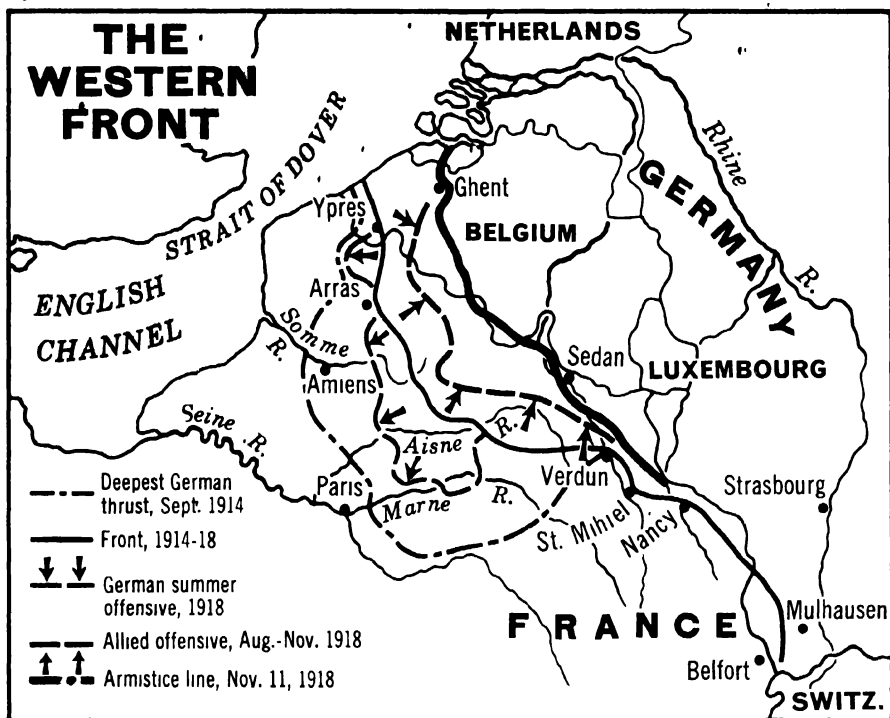 THE
WESTERN
FRONT
NETHERLANDS
STRAIT OF DOVER
Rhine
R.
GERMANY
Ghent
Ypres
BELGIUM
ENGLISH
CHANNEL
Arras
Somme
R.
Amiens
Sedan
LUXEMBOURG
Seine R.
Aisne
R.
Paris
Marne
R.
Verdun
St. Mihiel
Nancy
Strasbourg
FRANCE
Mulhausen
Belfort
SWITZ.
Deepest German
thrust, Sept. 1914
Front, 1914-18
German summer
offensive, 1918
Allied offensive, Aug.-Nov. 1918
Armistice line, Nov. 11, 1918